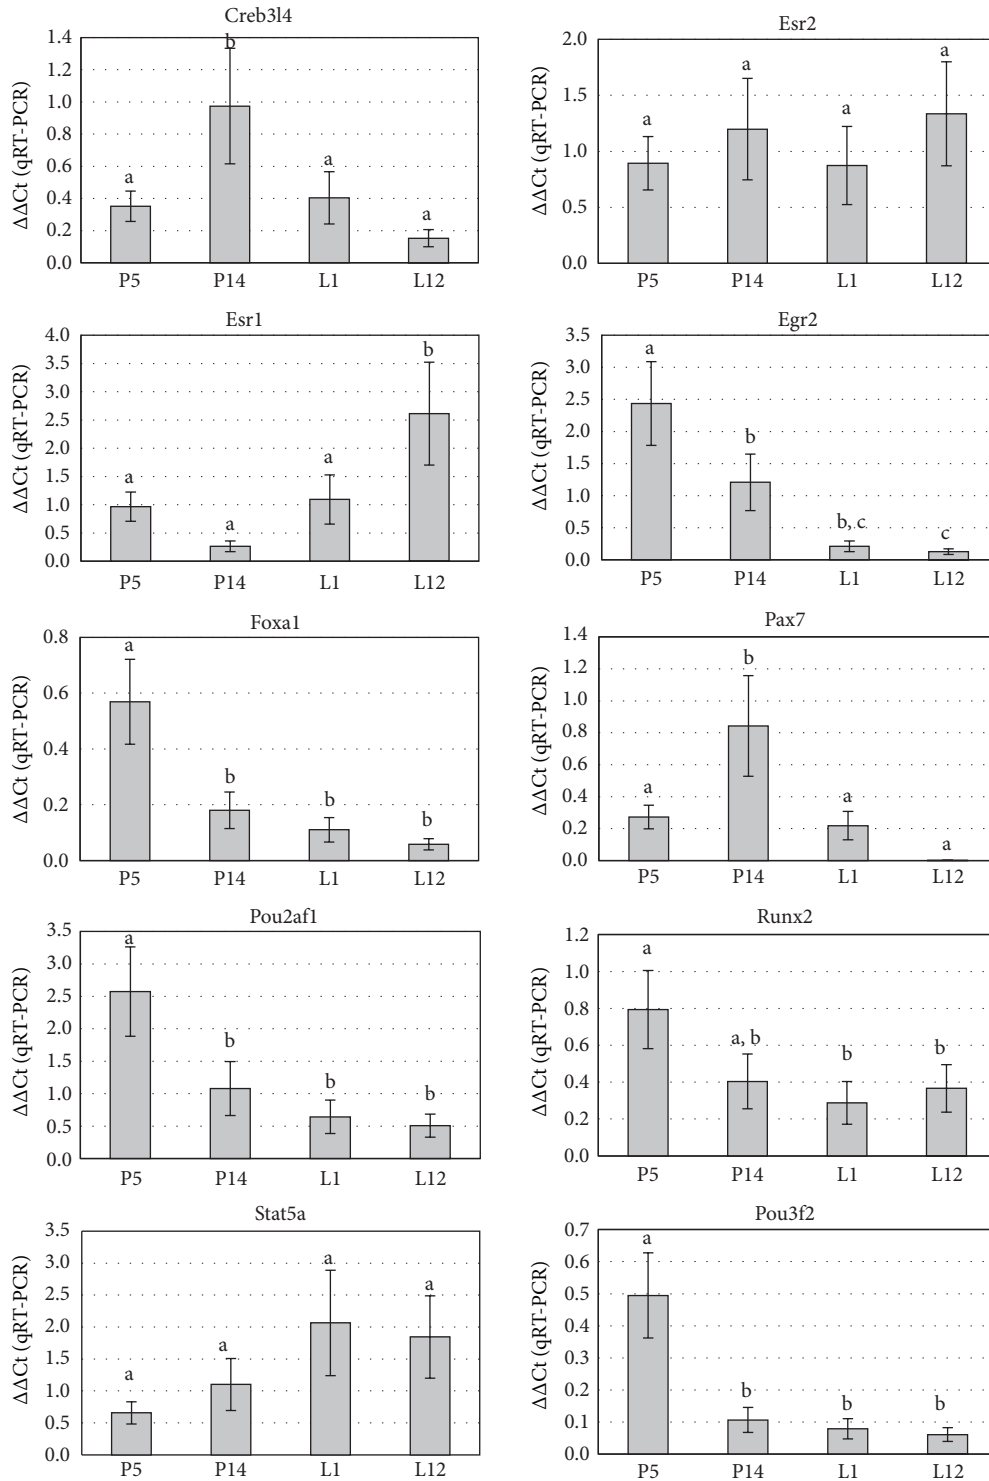 Creb3l4
ΔΔCt (qRT-PCR)
1.4
1.2
1.0
0.8
0.6
0.4
0.2
0.0
a
b
a
a
P5 P14 L1 L12
Esr2
ΔΔCt (qRT-PCR)
2.0
1.5
1.0
0.5
0.0
a
a
a
a
P5 P14 L1 L12
Esr1
ΔΔCt (qRT-PCR)
4.0
3.5
3.0
2.5
2.0
1.5
1.0
0.5
0.0
a
a
a
b
P5 P14 L1 L12
Egr2
ΔΔCt (qRT-PCR)
3.5
3.0
2.5
2.0
1.5
1.0
0.5
0.0
a
b
b, c
c
P5 P14 L1 L12
Foxa1
ΔΔCt (qRT-PCR)
0.8
0.6
0.4
0.2
0.0
a
b
b
b
P5 P14 L1 L12
Pax7
ΔΔCt (qRT-PCR)
1.4
1.2
1.0
0.8
0.6
0.4
0.2
0.0
a
b
a
a
P5 P14 L1 L12
Pou2af1
ΔΔCt (qRT-PCR)
3.5
3.0
2.5
2.0
1.5
1.0
0.5
0.0
a
b
b
b
P5 P14 L1 L12
Runx2
ΔΔCt (qRT-PCR)
1.2
1.0
0.8
0.6
0.4
0.2
0.0
a
a, b
b
b
P5 P14 L1 L12
Stat5a
ΔΔCt (qRT-PCR)
3.5
3.0
2.5
2.0
1.5
1.0
0.5
0.0
a
a
a
a
P5 P14 L1 L12
Pou3f2
ΔΔCt (qRT-PCR)
0.7
0.6
0.5
0.4
0.3
0.2
0.1
0.0
a
b
b
b
P5 P14 L1 L12